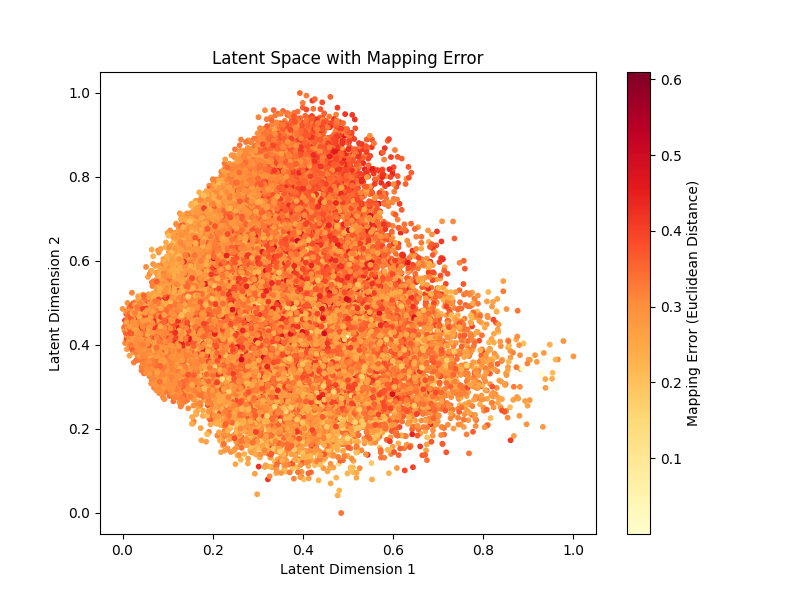 Latent Space with Mapping Error
1.0
0.8
0.6
0.4
0.2
0.0
Latent Dimension 2
0.0 0.2 0.4 0.6 0.8 1.0
Latent Dimension 1
0.6
0.5
0.4
0.3
0.2
0.1
Mapping Error (Euclidean Distance)